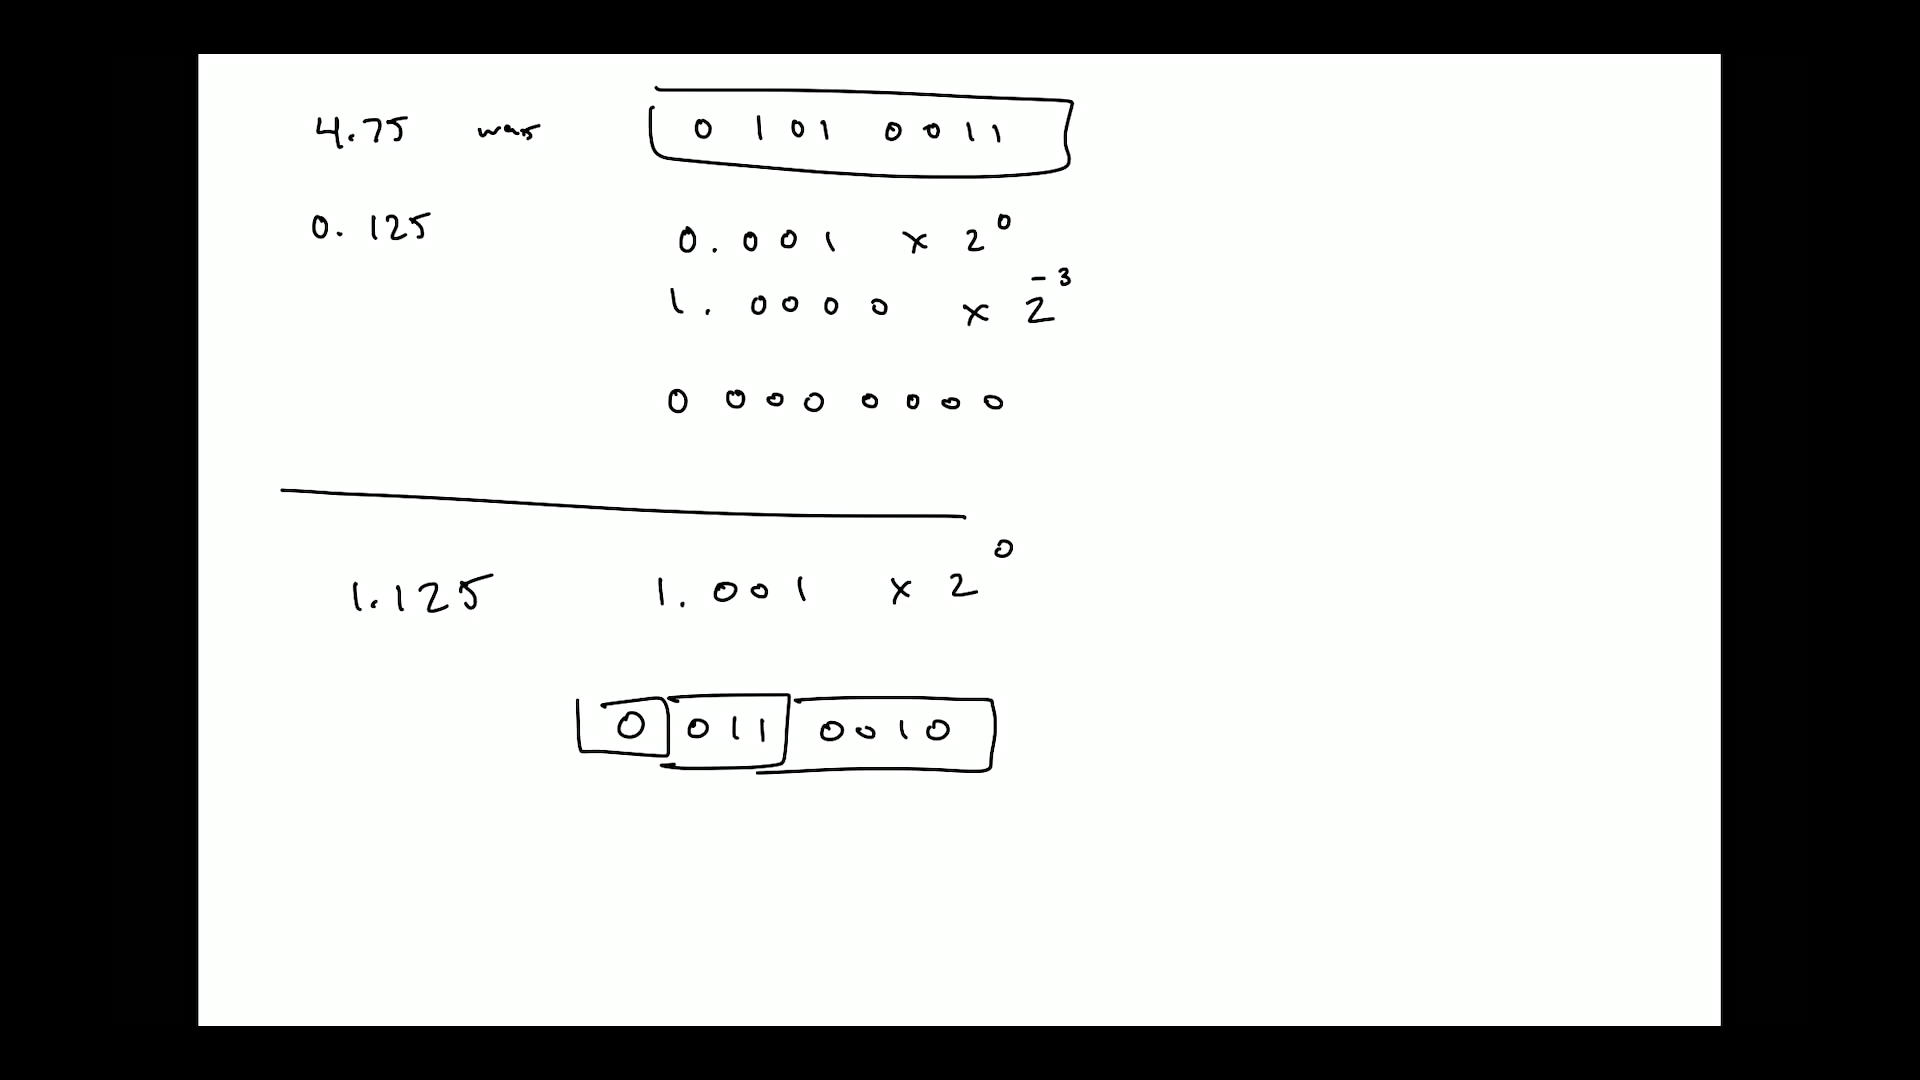 4.75 was 0 101 0011
0.125 0.001 x 2^0
1.0000 x 2^-3
0 000 0000
1.125 1.001 x 2^0
0 011 0010